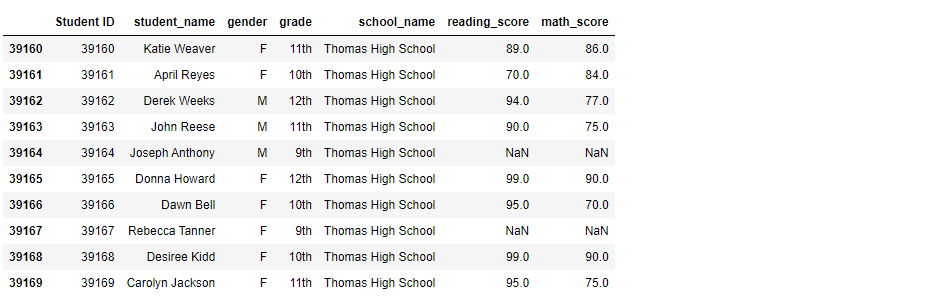 Student ID student_name gender grade school_name reading_score math_score
39160 39160 Katie Weaver F 11th Thomas High School 89.0 86.0
39161 39161 April Reyes F 10th Thomas High School 70.0 84.0
39162 39162 Derek Weeks M 12th Thomas High School 94.0 77.0
39163 39163 John Reese M 11th Thomas High School 90.0 75.0
39164 39164 Joseph Anthony M 9th Thomas High School NaN NaN
39165 39165 Donna Howard F 12th Thomas High School 99.0 90.0
39166 39166 Dawn Bell F 10th Thomas High School 95.0 70.0
39167 39167 Rebecca Tanner F 9th Thomas High School NaN NaN
39168 39168 Desiree Kidd F 10th Thomas High School 99.0 90.0
39169 39169 Carolyn Jackson F 11th Thomas High School 95.0 75.0